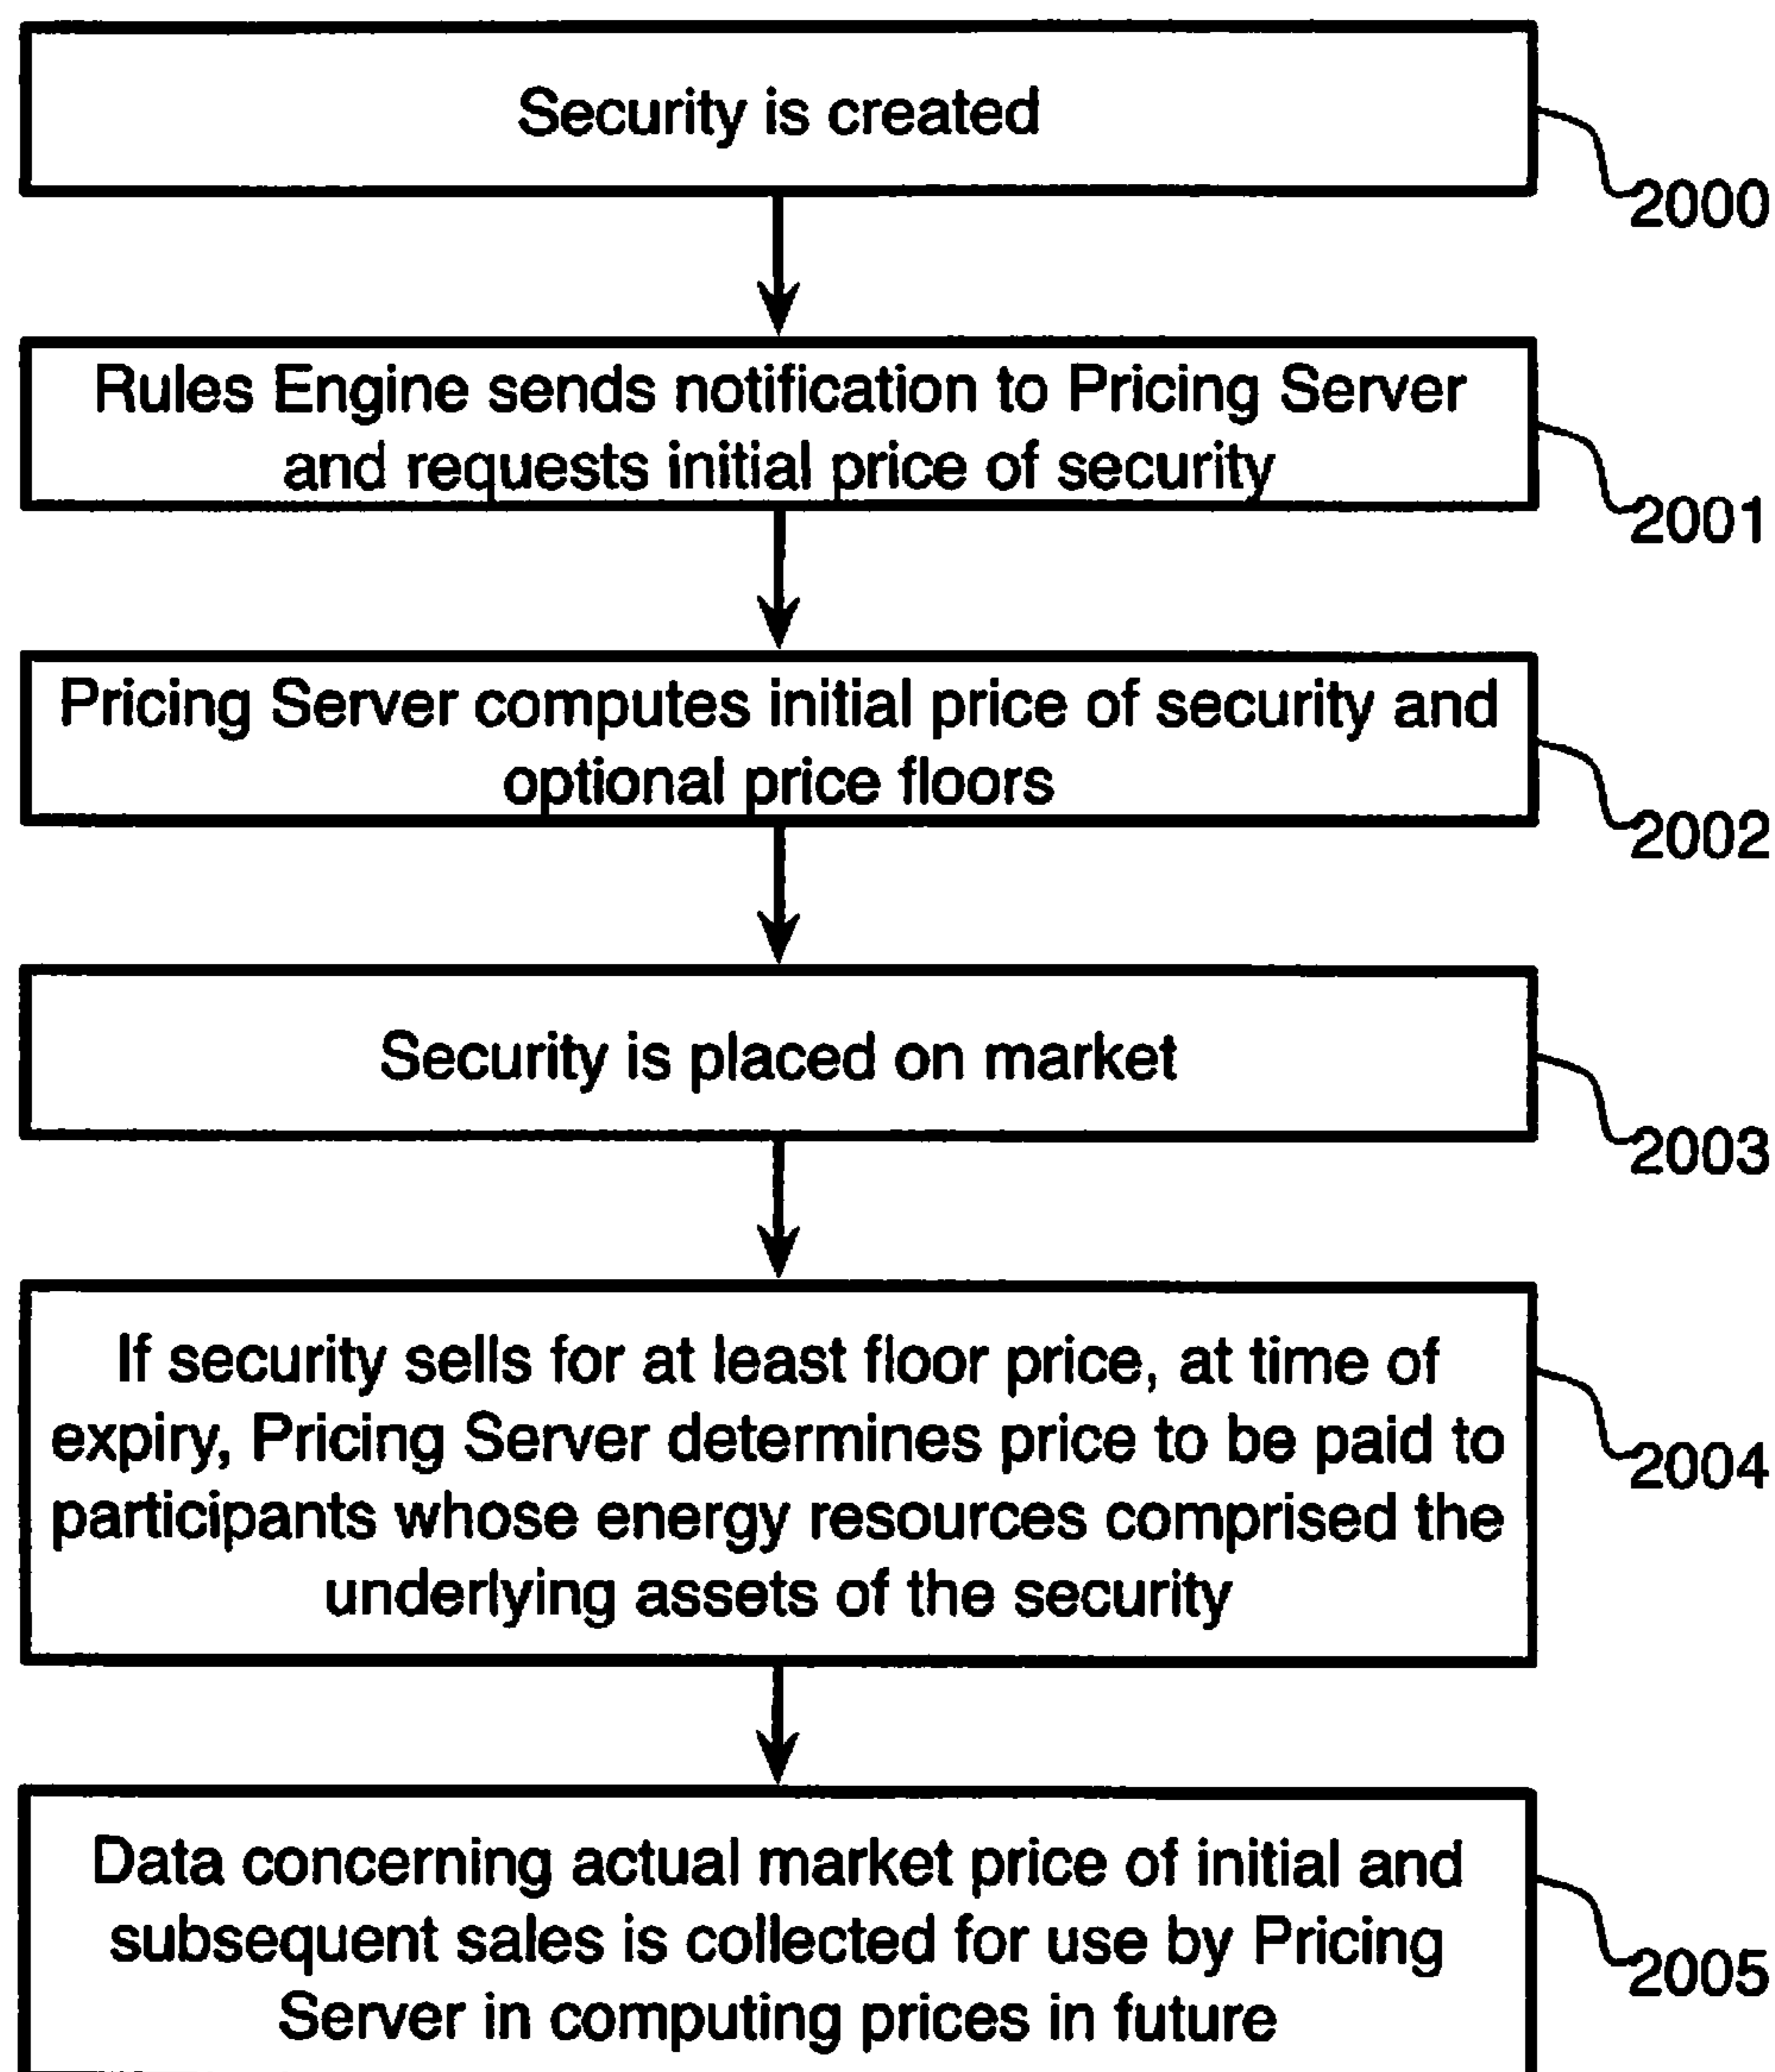 Security is created
2000
Rules Engine sends notification to Pricing Server
and requests initial price of security
2001
Pricing Server computes initial price of security and
optional price floors
2002
Security is placed on market
2003
If security sells for at least floor price, at time of
expiry, Pricing Server determines price to be paid to
participants whose energy resources comprised the
underlying assets of the security
2004
Data concerning actual market price of initial and
subsequent sales is collected for use by Pricing
Server in computing prices in future
2005